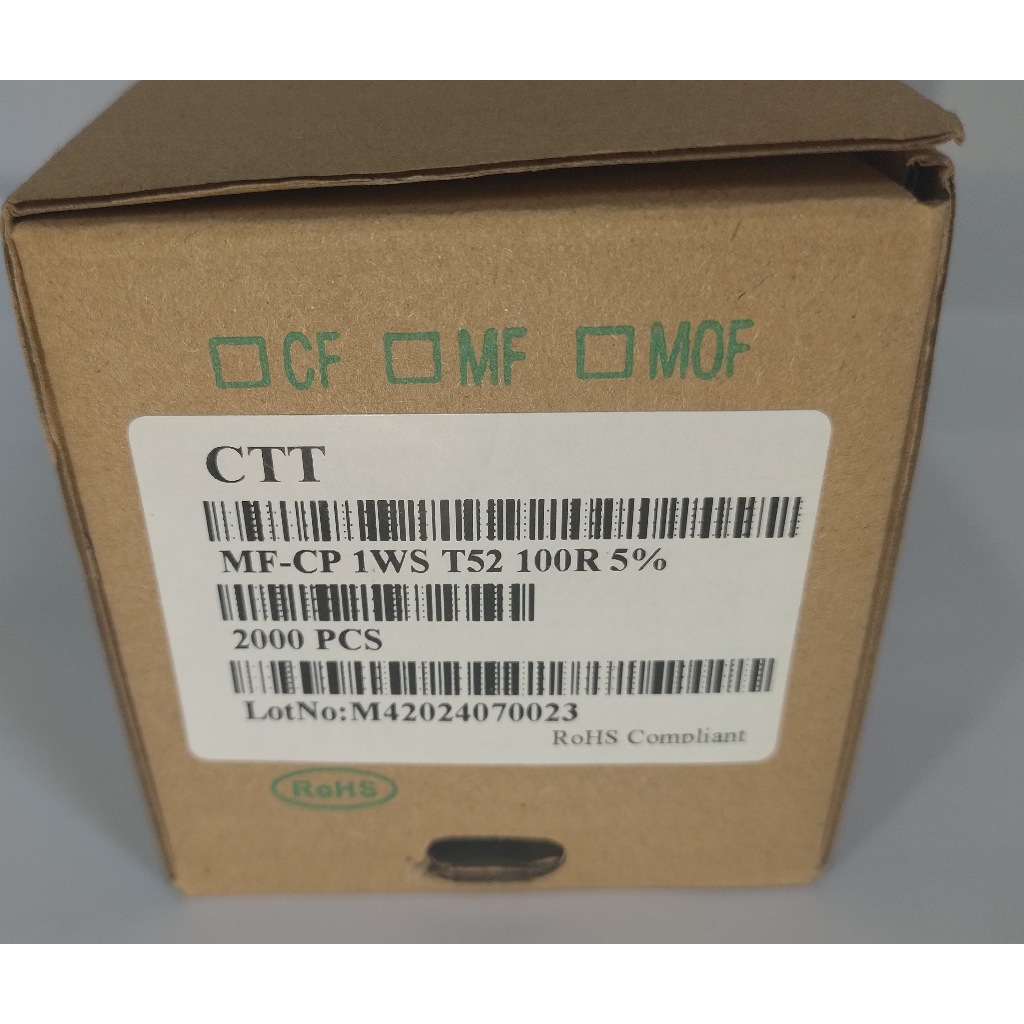 CF MF MOF
CTT
MF-CP 1WS T52 100R 5%
2000 PCS
LotNo:M42024070023
RoHS Compliant
RoHS